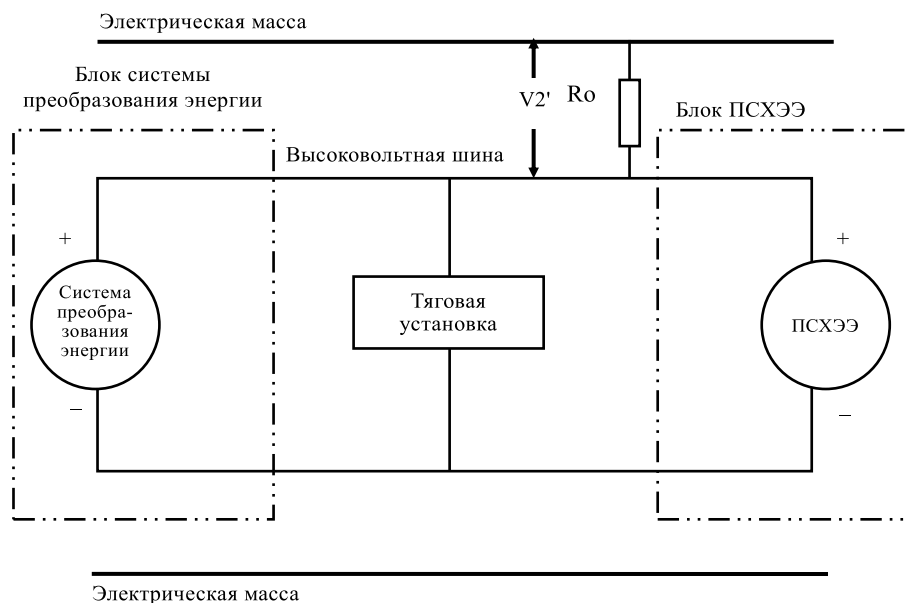 Электрическая масса
Блок системы
преобразования энергии
V2'
Ro
Блок ПСХЭЭ
Высоковольтная шина
+
+
Система
преобра-
зования
энергии
Тяговая
установка
ПСХЭЭ
–
–
Электрическая масса